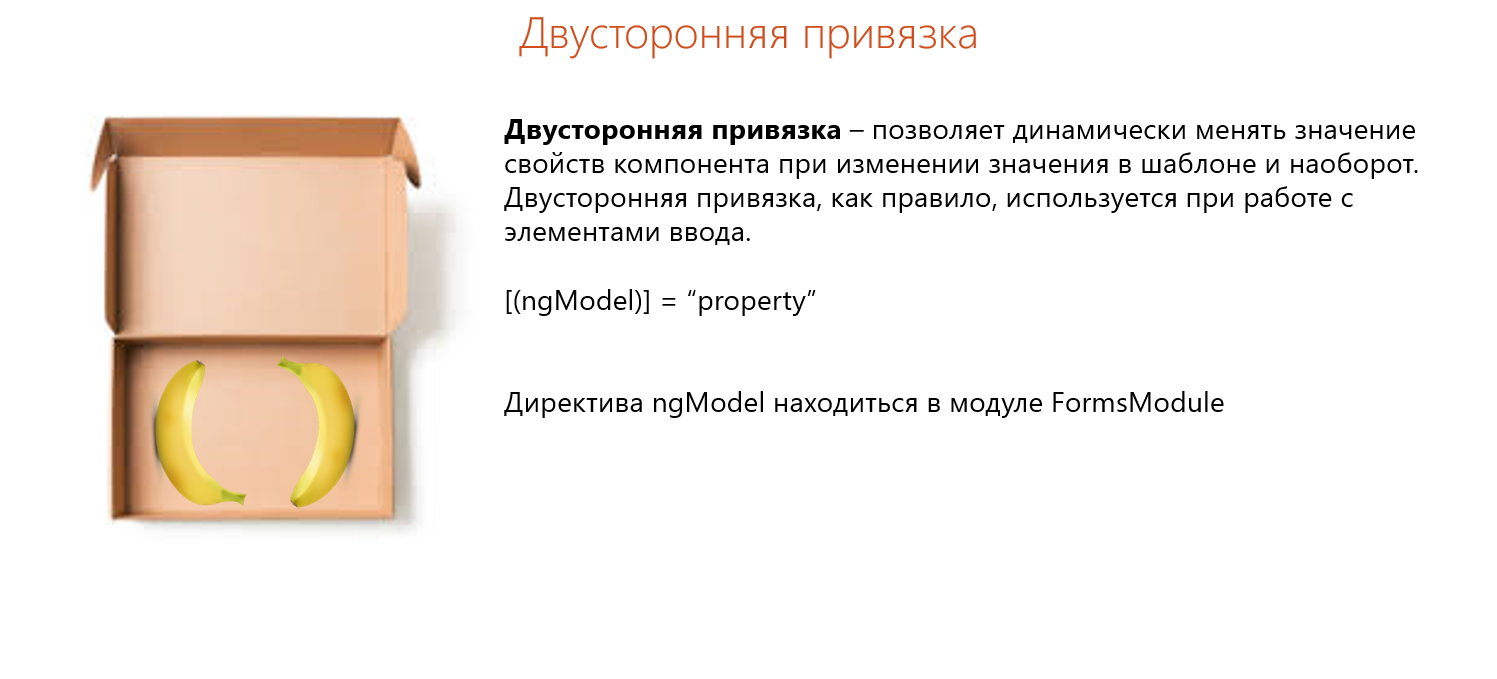 Двусторонняя привязка
Двусторонняя привязка – позволяет динамически менять значение
свойств компонента при изменении значения в шаблоне и наоборот.
Двусторонняя привязка, как правило, используется при работе с
элементами ввода.
[(ngModel)] = “property”
Директива ngModel находиться в модуле FormsModule